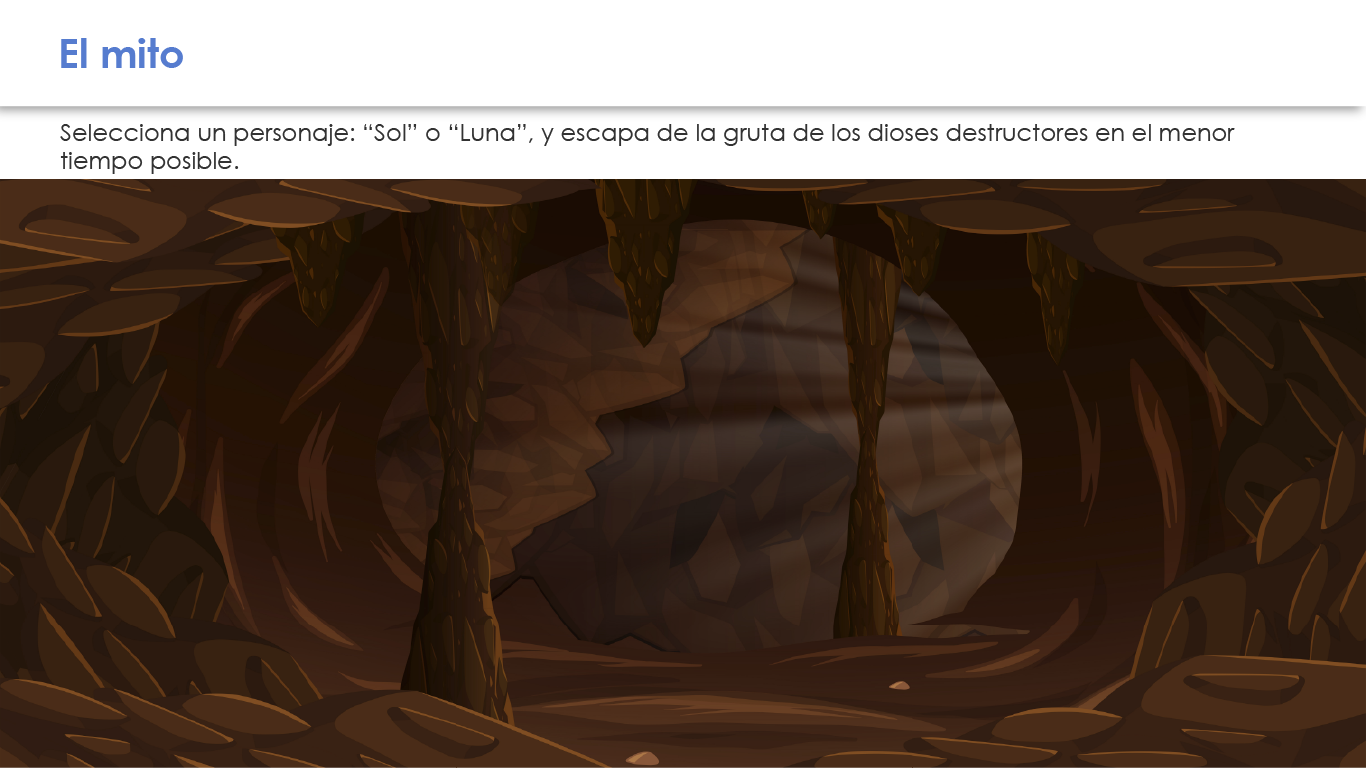 El mito
Selecciona un personaje: “Sol” o “Luna”, y escapa de la gruta de los dioses destructores en el menor
tiempo posible.